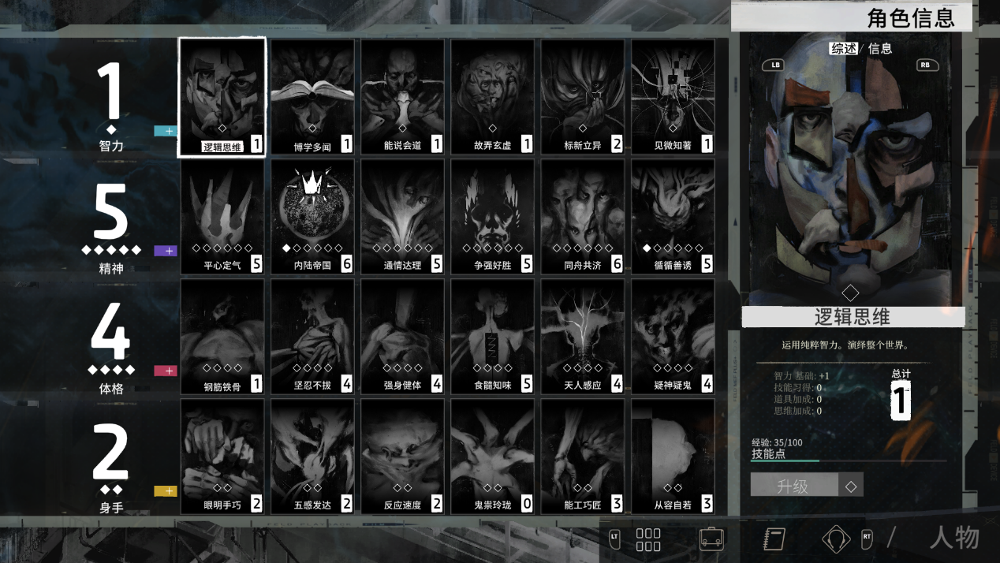 角色信息
综述/ 信息
LB
RB
1
智力
+
逻辑思维 1
博学多闻 1
能说会道 1
故弄玄虚 1
标新立异 2
见微知著 1
5
精神
+
平心定气 5
内陆帝国 6
通情达理 5
争强好胜 5
同舟共济 6
循循善诱 5
4
体格
+
钢筋铁骨 1
坚忍不拔 4
强身健体 4
食髓知味 5
天人感应 4
疑神疑鬼 4
2
身手
+
眼明手巧 2
五感发达 2
反应速度 2
鬼祟玲珑 0
能工巧匠 3
从容自若 3
逻辑思维
运用纯粹智力。演绎整个世界。
智力 基础: +1
技能习得: 0
道具加成: 0
思维加成: 0
总计
1
经验: 35/100
技能点
升级
LT
RT
/
人物